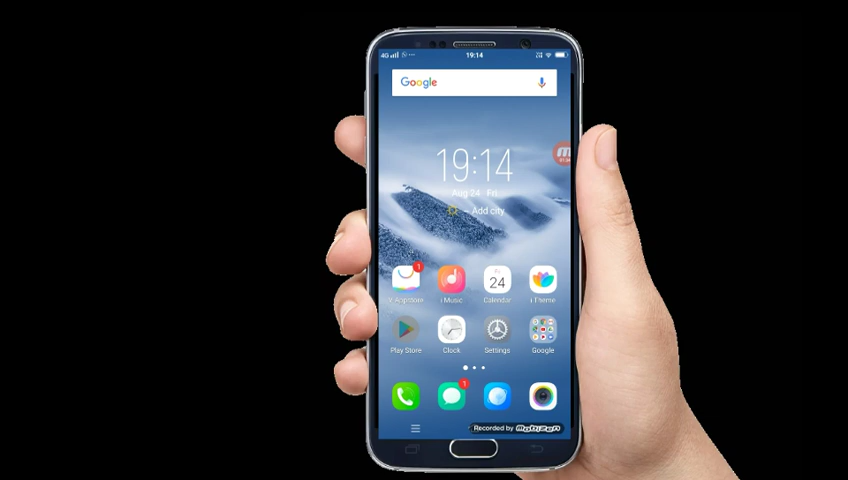 4G 19:14
Google
19:14
Aug 24 Fri.
Add city
V-Appstore i Music Calendar i Theme
1
24
Play Store Clock Settings Google
1
Recorded by Mobizen